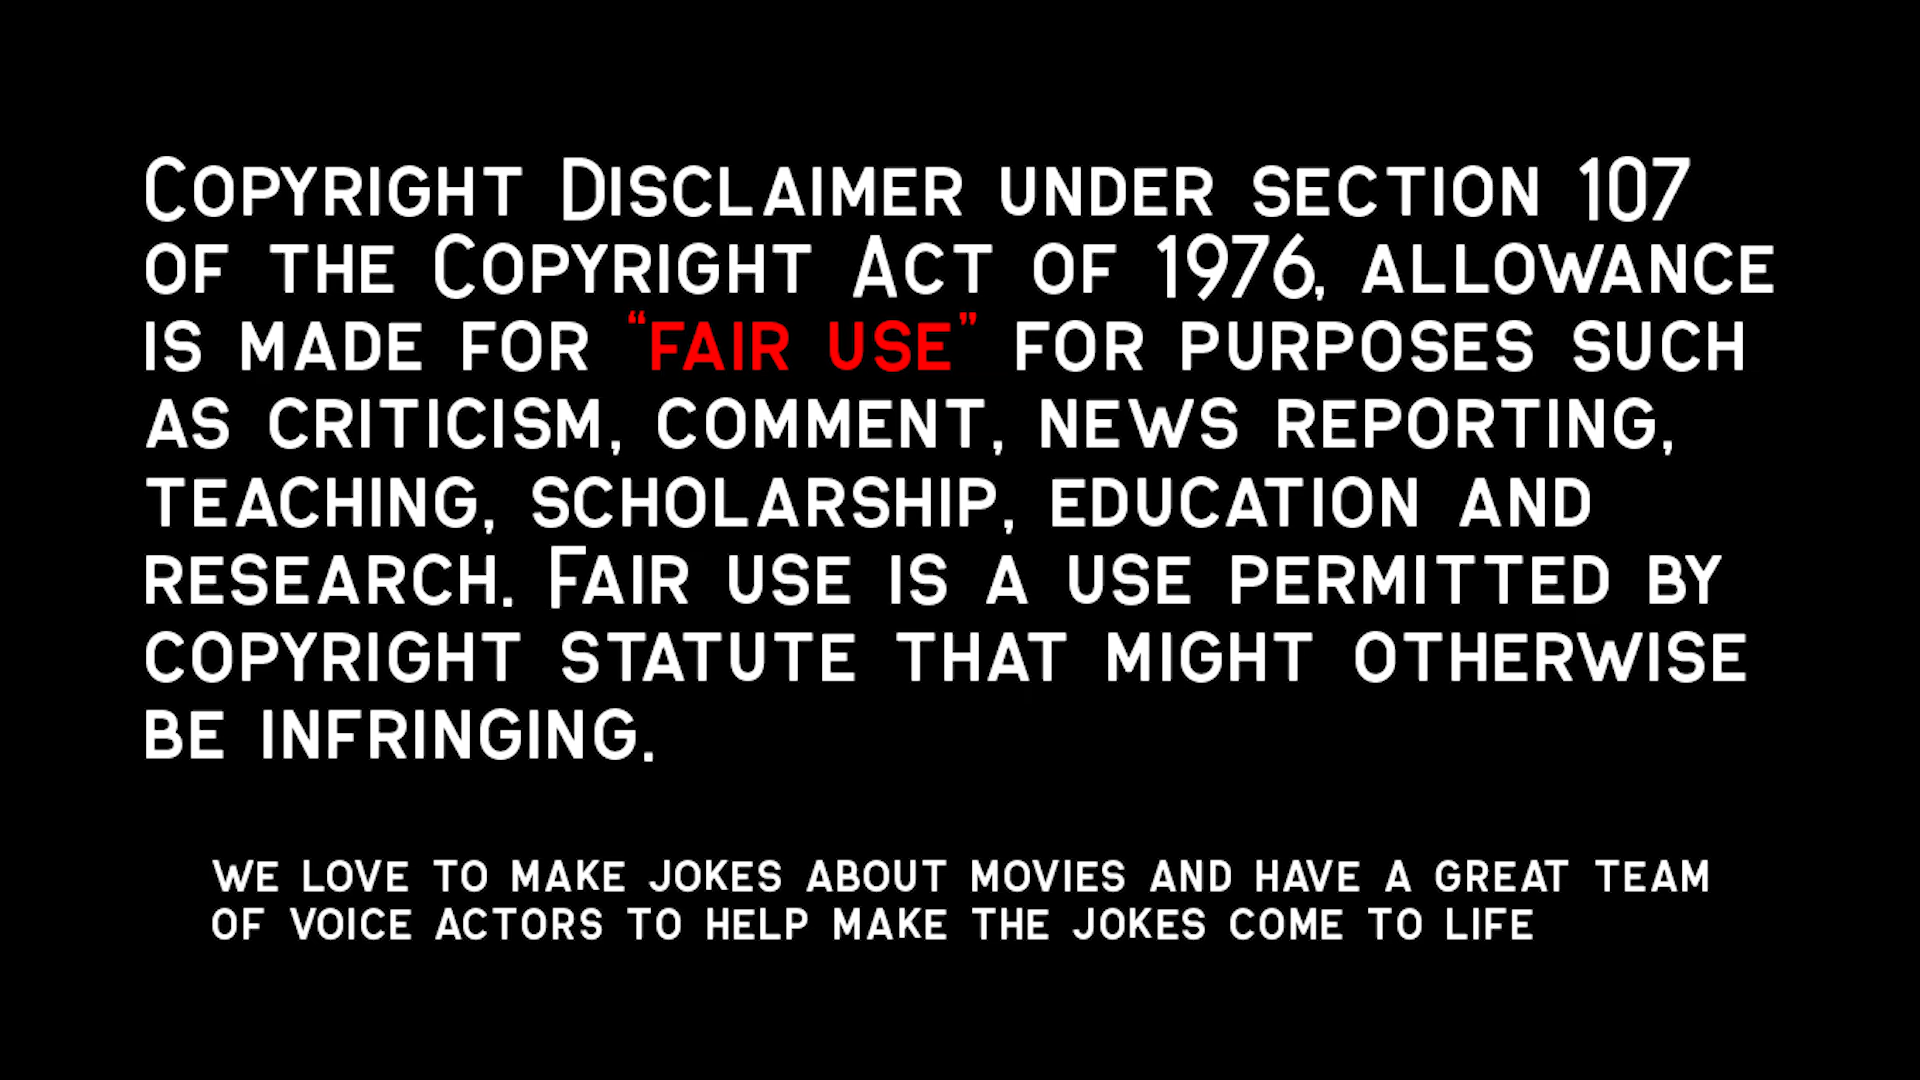 Copyright Disclaimer under section 107
of the Copyright Act of 1976, allowance
is made for “fair use” for purposes such
as criticism, comment, news reporting,
teaching, scholarship, education and
research. Fair use is a use permitted by
copyright statute that might otherwise
be infringing.
we love to make jokes about movies and have a great team
of voice actors to help make the jokes come to life